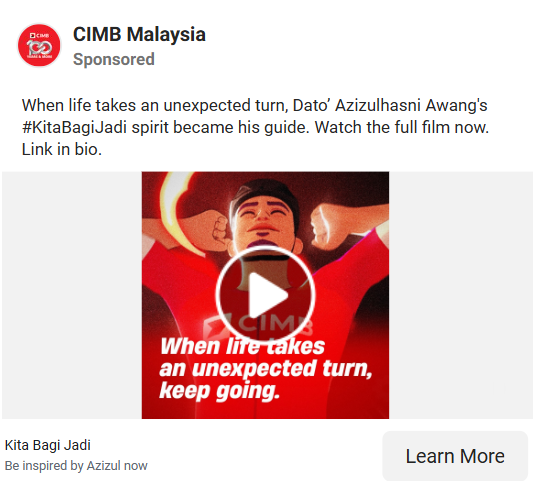 CIMB
100
YEARS & MORE
CIMB Malaysia
Sponsored
When life takes an unexpected turn, Dato’ Azizulhasni Awang's
#KitaBagiJadi spirit became his guide. Watch the full film now.
Link in bio.
CIMB
When life takes
an unexpected turn,
keep going.
Kita Bagi Jadi
Be inspired by Azizul now
Learn More